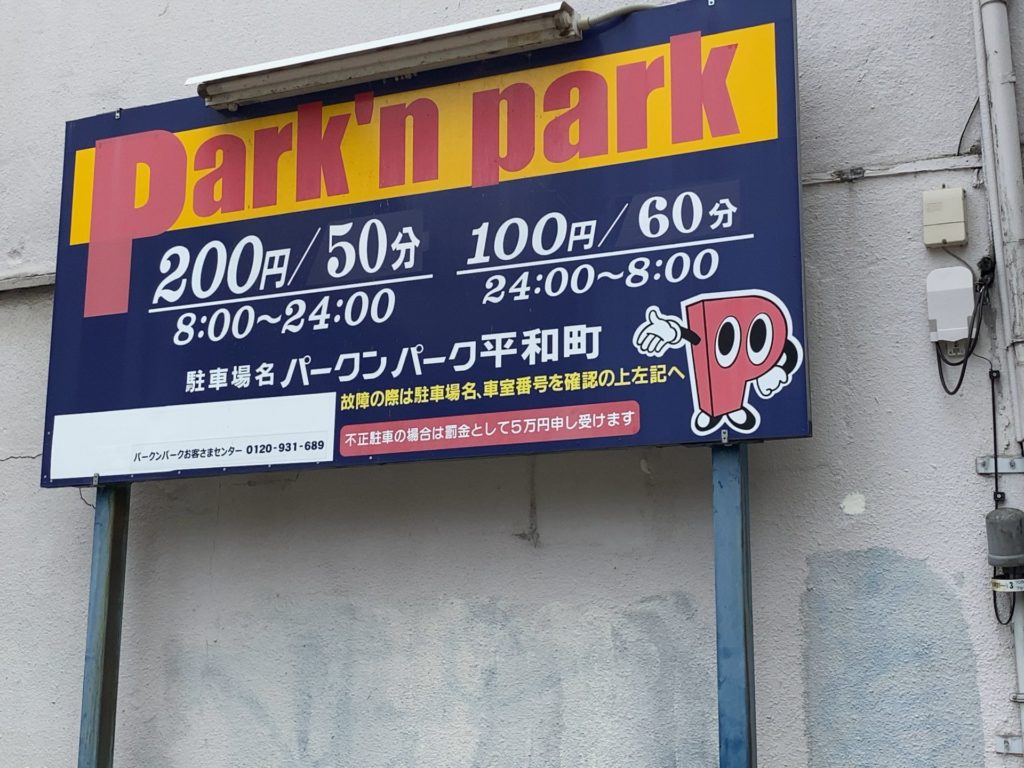 Park'n park
200円/50分
8:00~24:00
100円/60分
24:00~8:00
駐車場名 パークンパーク平和町
故障の際は駐車場名、車室番号を確認の上左記へ
パークンパークお客さまセンター 0120-931-689
不正駐車の場合は罰金として5万円申し受けます
P